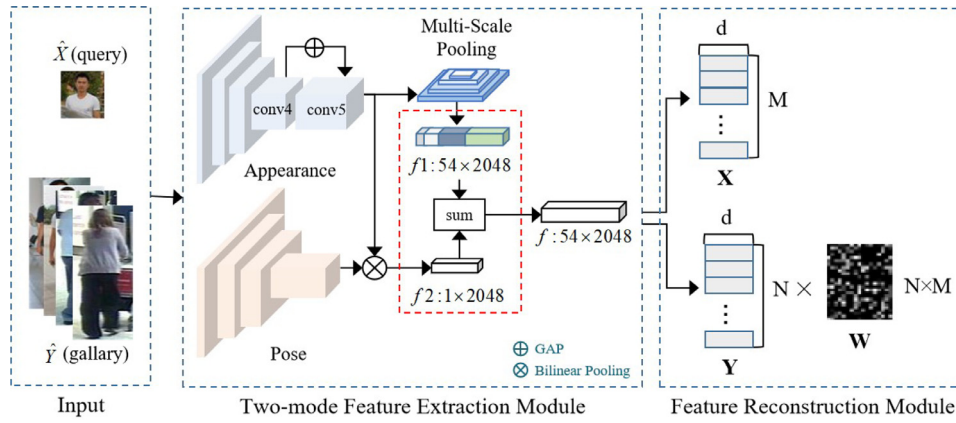 X̂ (query)
Ŷ (gallary)
Input
conv4
conv5
Appearance
Pose
Multi-Scale
Pooling
f1:54×2048
sum
f2:1×2048
f:54×2048
⊕ GAP
⊗ Bilinear Pooling
Two-mode Feature Extraction Module
d
M
X
d
N ×
N×M
Y
W
Feature Reconstruction Module